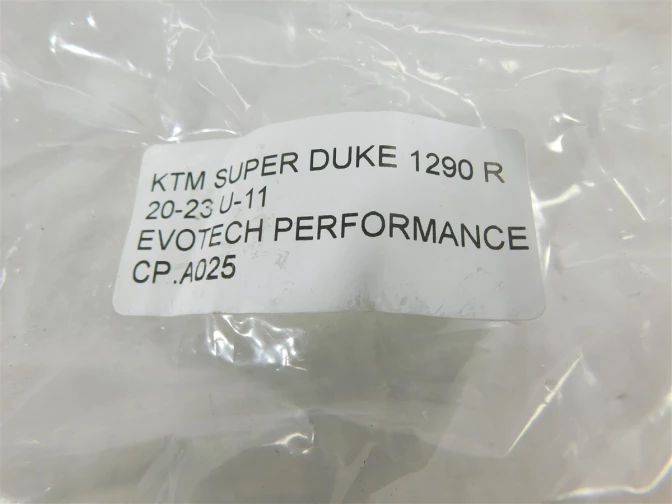 KTM SUPER DUKE 1290 R
20-23 U-11
EVOTECH PERFORMANCE
CP.A025